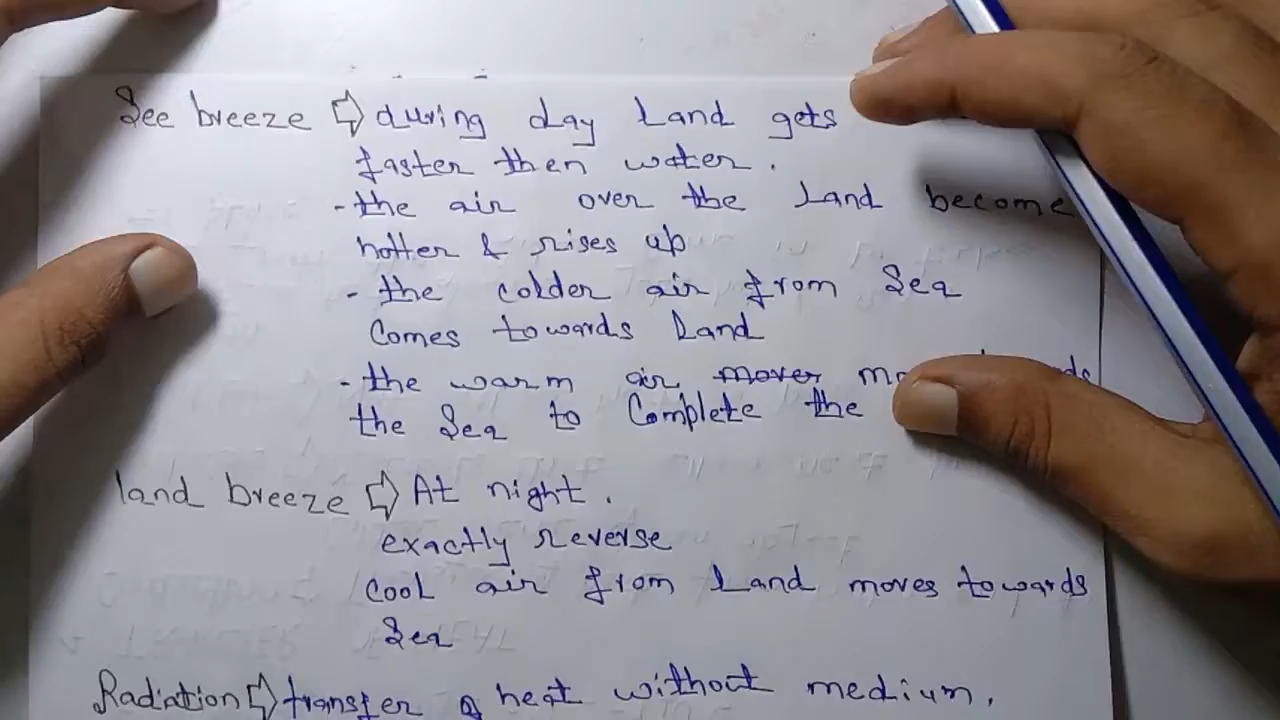 See breeze ⇨ during day Land gets
faster then water.
- the air over the Land become
hotter & rises up
- the colder air from Sea
Comes towards Land
- the warm air mover
the Sea to Complete the
land breeze ⇨ At night.
exactly reverse
cool air from Land moves towards
Sea
Radiation ⇨ transfer of heat without medium.